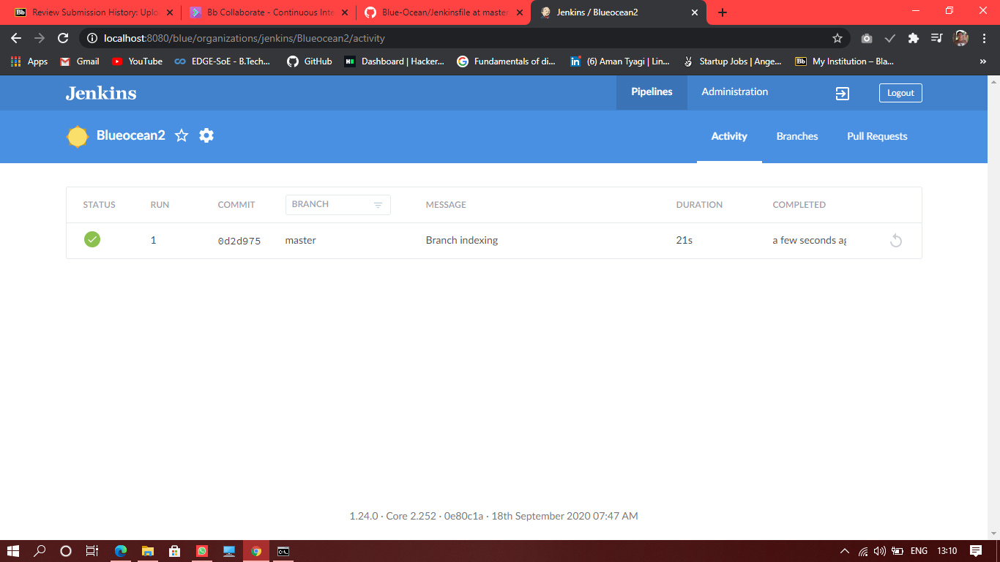 Bb Review Submission History: Uplo
Bb Collaborate - Continuous Inte
Blue-Ocean/Jenkinsfile at master
Jenkins / Blueocean2
localhost:8080/blue/organizations/jenkins/Blueocean2/activity
Apps Gmail YouTube EDGE-SoE - B.Tech... GitHub Dashboard | Hacker... Fundamentals of di... (6) Aman Tyagi | Lin... Startup Jobs | Ange... Bb My Institution – Bla... »
Jenkins Pipelines Administration Logout
Blueocean2 Activity Branches Pull Requests
STATUS RUN COMMIT BRANCH MESSAGE DURATION COMPLETED
1 0d2d975 master Branch indexing 21s a few seconds ag
1.24.0 · Core 2.252 · 0e80c1a · 18th September 2020 07:47 AM
ENG 13:10